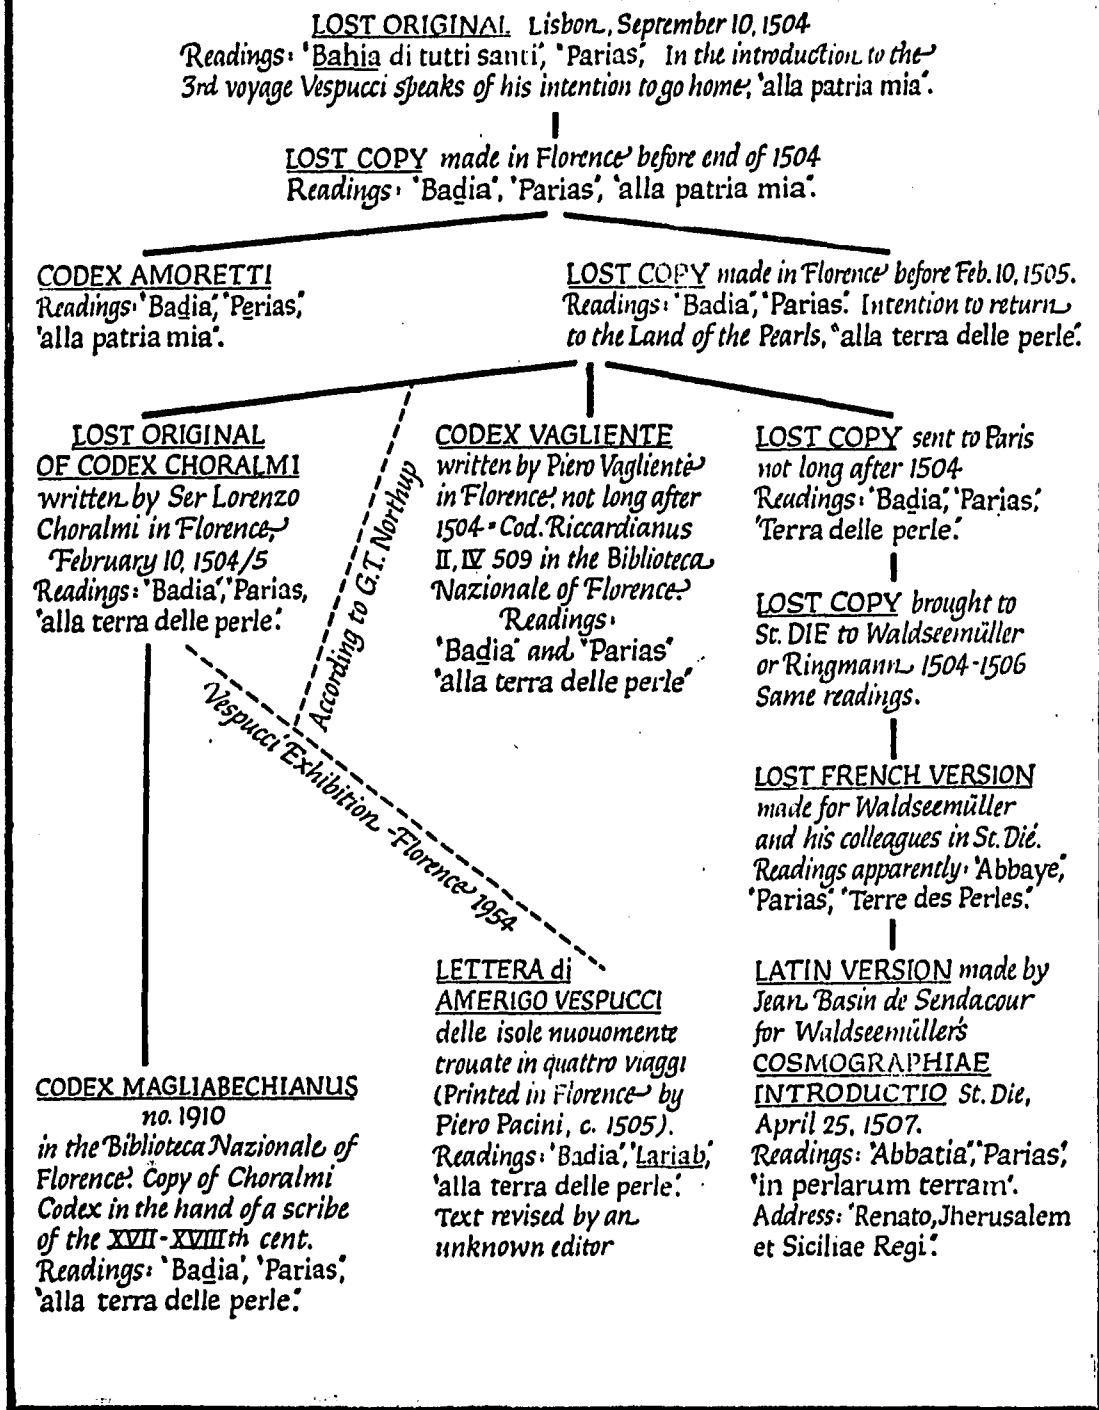 LOST ORIGINAL Lisbon, September 10, 1504
Readings: 'Bahia di tutti santi', 'Parias', In the introduction to the
3rd voyage Vespucci speaks of his intention to go home, 'alla patria mia'.
LOST COPY made in Florence before end of 1504
Readings: 'Badia', 'Parias', 'alla patria mia'.
CODEX AMORETTI
Readings: 'Badia', 'Perias',
'alla patria mia'.
LOST COPY made in Florence before Feb. 10, 1505.
Readings: 'Badia', 'Parias'. Intention to return
to the Land of the Pearls, 'alla terra delle perle'.
LOST ORIGINAL
OF CODEX CHORALMI
written by Ser Lorenzo
Choralmi in Florence,
February 10, 1504/5
Readings: 'Badia', 'Parias,
'alla terra delle perle'.
According to G.T. Northup
CODEX VAGLIENTE
written by Piero Vagliente
in Florence, not long after
1504 = Cod. Riccardianus
II, IV 509 in the Biblioteca
Nazionale of Florence.
Readings:
'Badia' and 'Parias'
'alla terra delle perle'
LOST COPY sent to Paris
not long after 1504
Readings: 'Badia', 'Parias',
'Terra delle perle'.
LOST COPY brought to
St. DIE to Waldseemüller
or Ringmann 1504-1506
Same readings.
LOST FRENCH VERSION
made for Waldseemüller
and his colleagues in St. Dié.
Readings apparently: 'Abbaye',
'Parias', 'Terre des Perles'.
Vespucci Exhibition - Florence 1954
CODEX MAGLIABECHIANUS
no. 1910
in the Biblioteca Nazionale of
Florence. Copy of Choralmi
Codex in the hand of a scribe
of the XVII-XVIIIth cent.
Readings: 'Badia', 'Parias',
'alla terra delle perle'.
LETTERA di
AMERIGO VESPUCCI
delle isole nuouomente
trouate in quattro viaggi
(Printed in Florence by
Piero Pacini, c. 1505).
Readings: 'Badia', 'Lariab',
'alla terra delle perle'.
Text revised by an
unknown editor
LATIN VERSION made by
Jean Basin de Sendacour
for Waldseemüller's
COSMOGRAPHIAE
INTRODUCTIO St. Die,
April 25, 1507.
Readings: 'Abbatia', 'Parias',
'in perlarum terram'.
Address: 'Renato, Jherusalem
et Siciliae Regi'.